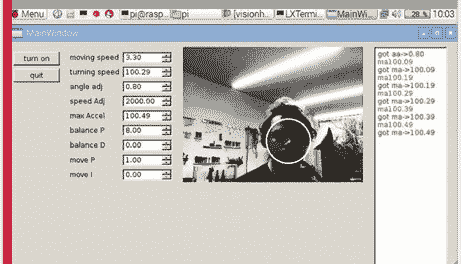 Menu pi@rasp... pi [visionh... LXTermi... MainWi... 28 % 10:03
MainWindow
turn on
quit
moving speed 3.30
turning speed 100.29
angle adj 0.80
speed Adj 2000.00
max Accel 100.49
balance P 8.00
balance D 0.00
move P 1.00
move I 0.00
got aa->0.80
ma100.09
got ma->100.09
ma100.19
got ma->100.19
ma100.29
got ma->100.29
ma100.39
got ma->100.39
ma100.49
got ma->100.49